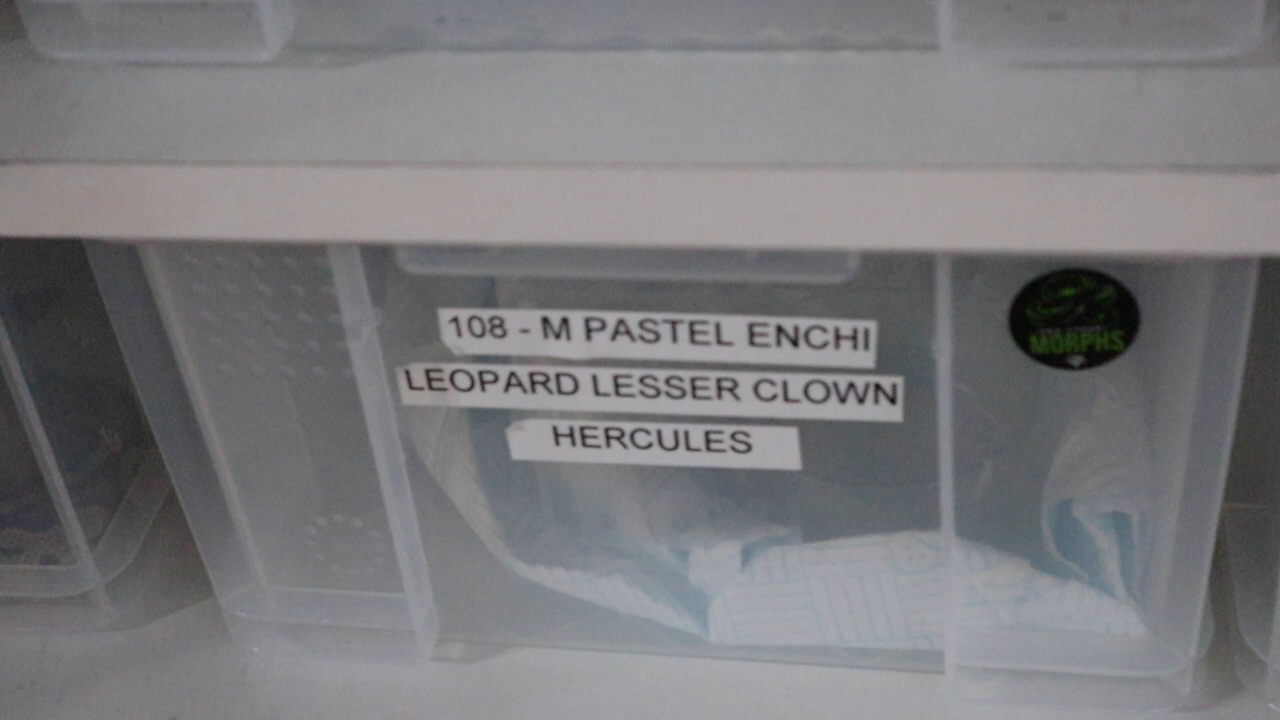 108 - M PASTEL ENCHI
LEOPARD LESSER CLOWN
HERCULES
MORPHS